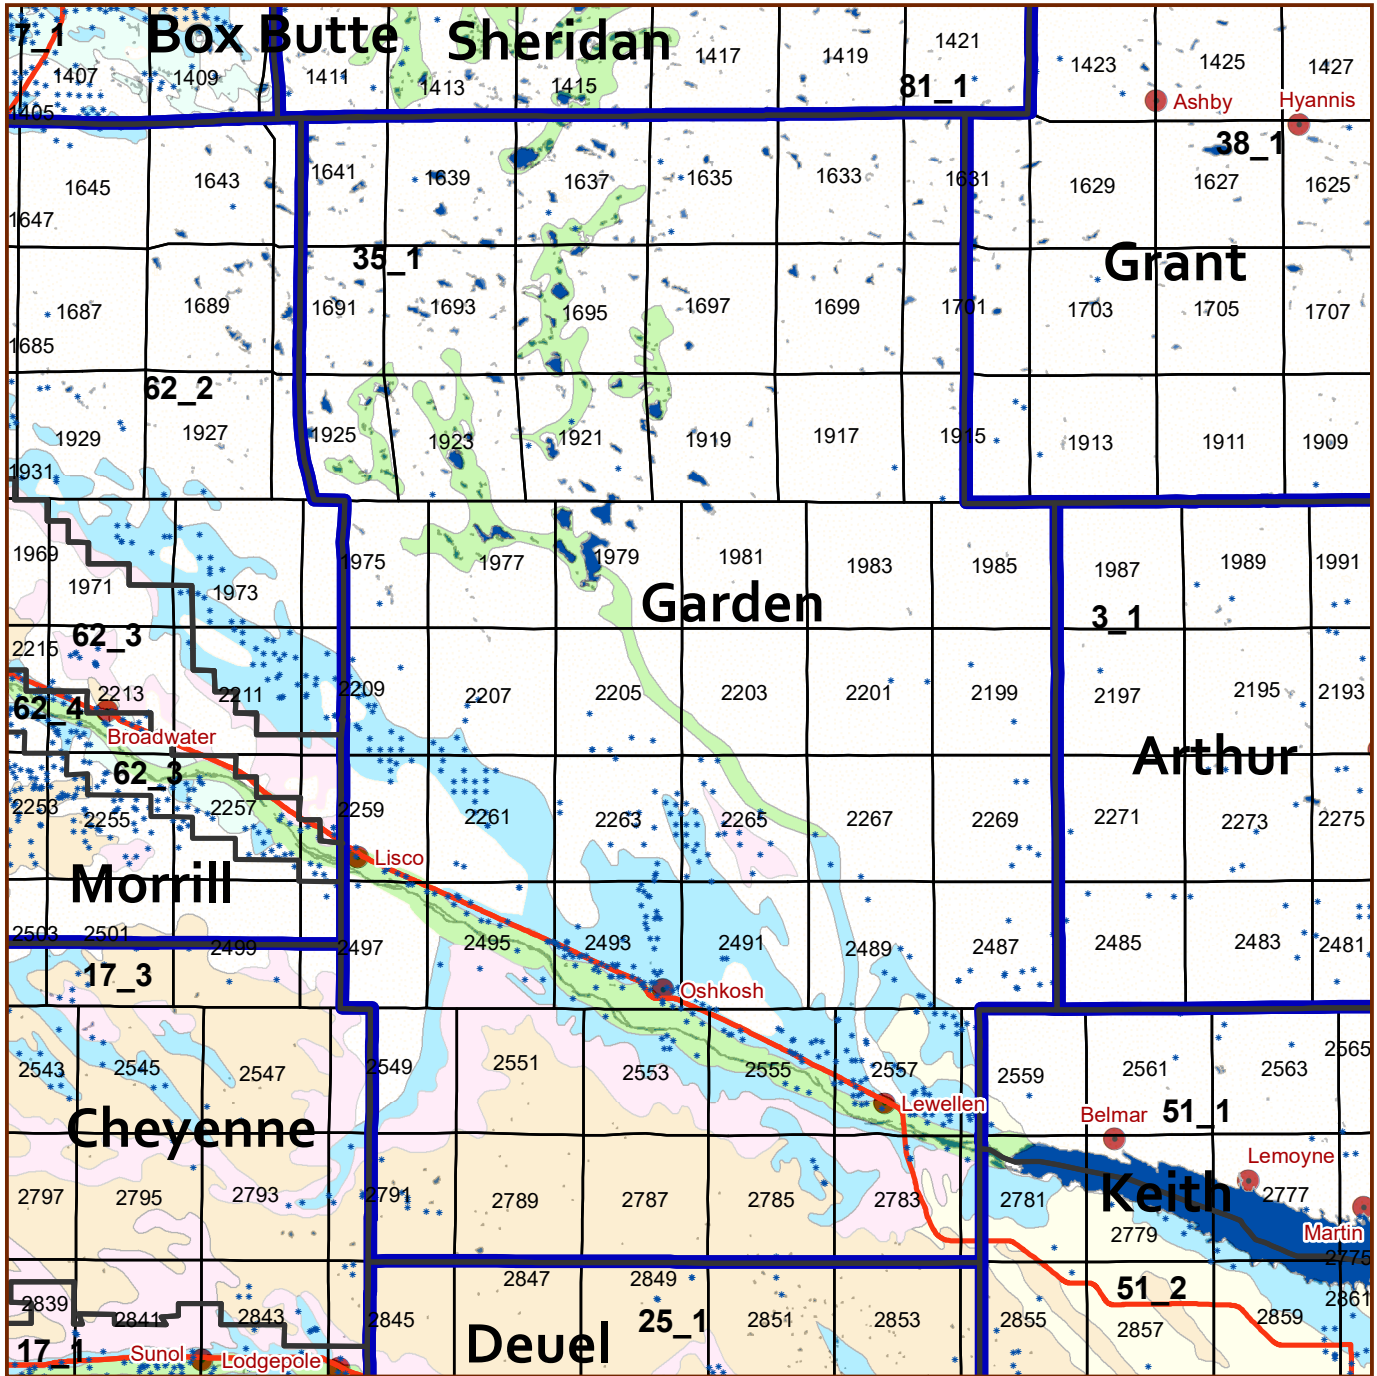 7_1 Box Butte Sheridan
1417 1419 1421
1407 1409 1411 1413 1415 81_1 1423 1425 1427
1405 Ashby Hyannis
38_1
1645 1643 1641 1639 1637 1635 1633 1631 1629 1627 1625
1647
35_1 Grant
1687 1689 1691 1693 1695 1697 1699 1701 1703 1705 1707
1685
62_2
1929 1927 1925 1923 1921 1919 1917 1915 1913 1911 1909
1931
1969 1971 1973 1975 1977 1979 1981 1983 1985 1987 1989 1991
Garden 3_1
62_3
2215
2213 2211 2209 2207 2205 2203 2201 2199 2197 2195 2193
62_4
Broadwater
Arthur
62_3
2253 2255 2257 2259 2261 2263 2265 2267 2269 2271 2273 2275
Lisco
Morrill
2503 2501 2499 2497 2495 2493 2491 2489 2487 2485 2483 2481
17_3
Oshkosh
2543 2545 2547 2549 2551 2553 2555 2557 2559 2561 2563 2565
Lewellen
Belmar 51_1
Cheyenne
Lemoyne
2797 2795 2793 2791 2789 2787 2785 2783 2781 Keith 2777
2779 Martin
2775
2847 2849 51_2
2839 2841 2843 2845 25_1 2851 2853 2855 2857 2859 2861
Deuel
17_1 Sunol Lodgepole